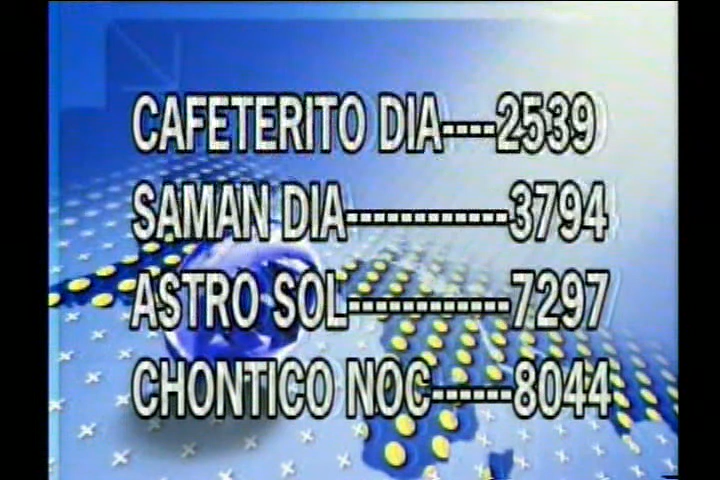 CAFETERITO DIA----2539
SAMAN DIA------------3794
ASTRO SOL------------7297
CHONTICO NOC------8044